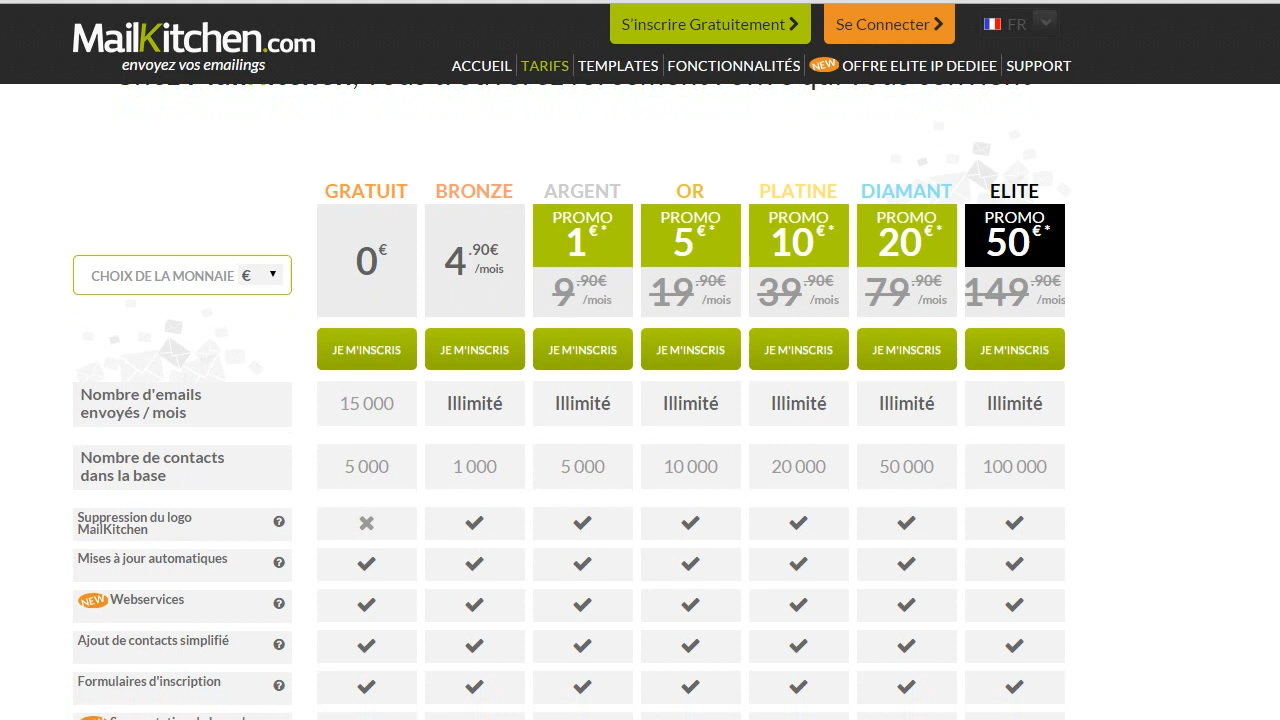 S'inscrire Gratuitement
Se Connecter
FR
MailKitchen.com
envoyez vos emailings
ACCUEIL TARIFS TEMPLATES FONCTIONNALITÉS NEW OFFRE ELITE IP DEDIEE SUPPORT
GRATUIT BRONZE ARGENT OR PLATINE DIAMANT ELITE
PROMO PROMO PROMO PROMO PROMO
0€ 4.90€ /mois 1€* 5€* 10€* 20€* 50€*
9.90€ /mois 19.90€ /mois 39.90€ /mois 79.90€ /mois 149.90€ /mois
CHOIX DE LA MONNAIE €
JE M'INSCRIS JE M'INSCRIS JE M'INSCRIS JE M'INSCRIS JE M'INSCRIS JE M'INSCRIS JE M'INSCRIS
Nombre d'emails
envoyés / mois
15 000 Illimité Illimité Illimité Illimité Illimité Illimité
Nombre de contacts
dans la base
5 000 1 000 5 000 10 000 20 000 50 000 100 000
Suppression du logo
MailKitchen
Mises à jour automatiques
NEW Webservices
Ajout de contacts simplifié
Formulaires d'inscription